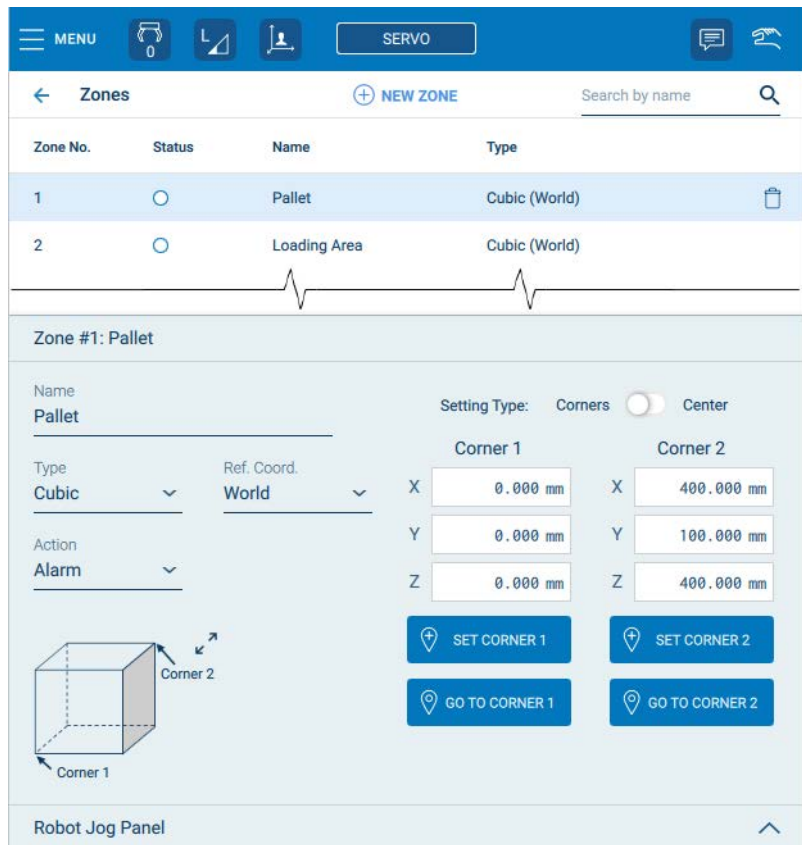 MENU 0 L SERVO
Zones NEW ZONE Search by name
Zone No. Status Name Type
1 Pallet Cubic (World)
2 Loading Area Cubic (World)
Zone #1: Pallet
Name
Pallet
Setting Type: Corners Center
Corner 1 Corner 2
Type Ref. Coord.
Cubic World
X 0.000 mm X 400.000 mm
Action
Alarm
Y 0.000 mm Y 100.000 mm
Z 0.000 mm Z 400.000 mm
SET CORNER 1 SET CORNER 2
GO TO CORNER 1 GO TO CORNER 2
Corner 2
Corner 1
Robot Jog Panel